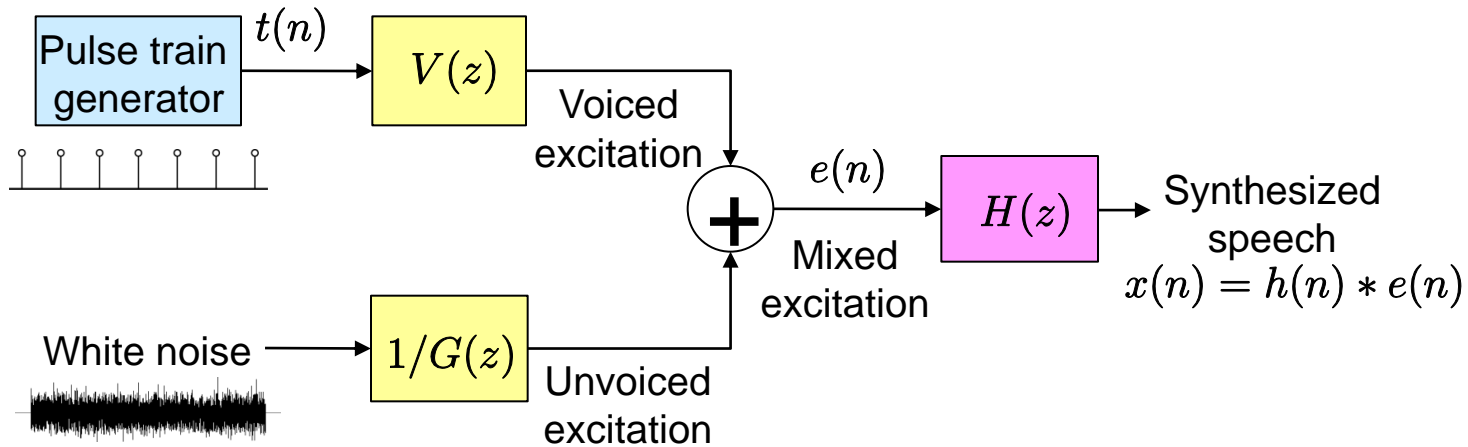 Pulse train
generator
t(n)
V(z)
Voiced
excitation
+
e(n)
Mixed
excitation
H(z)
Synthesized
speech
x(n) = h(n) ∗ e(n)
White noise
1/G(z)
Unvoiced
excitation